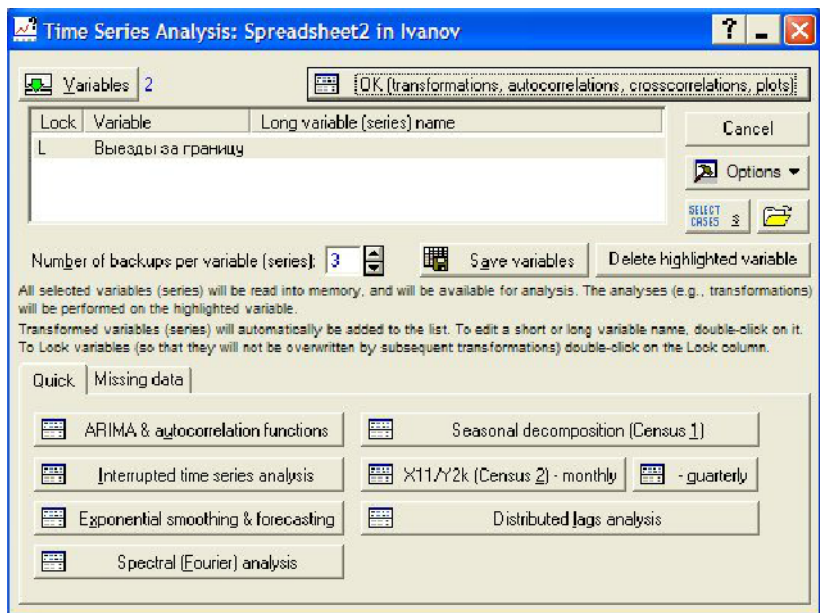 Time Series Analysis: Spreadsheet2 in Ivanov
Variables 2 OK (transformations, autocorrelations, crosscorrelations, plots)
Lock Variable Long variable (series) name
L Выезды за границу
Cancel
Options
SELECT CASES S
Number of backups per variable (series): 3 Save variables Delete highlighted variable
All selected variables (series) will be read into memory, and will be available for analysis. The analyses (e.g., transformations)
will be performed on the highlighted variable.
Transformed variables (series) will automatically be added to the list. To edit a short or long variable name, double-click on it.
To Lock variables (so that they will not be overwritten by subsequent transformations) double-click on the Lock column.
Quick Missing data
ARIMA & autocorrelation functions Seasonal decomposition (Census 1)
Interrupted time series analysis X11/Y2k (Census 2) - monthly - quarterly
Exponential smoothing & forecasting Distributed lags analysis
Spectral (Fourier) analysis